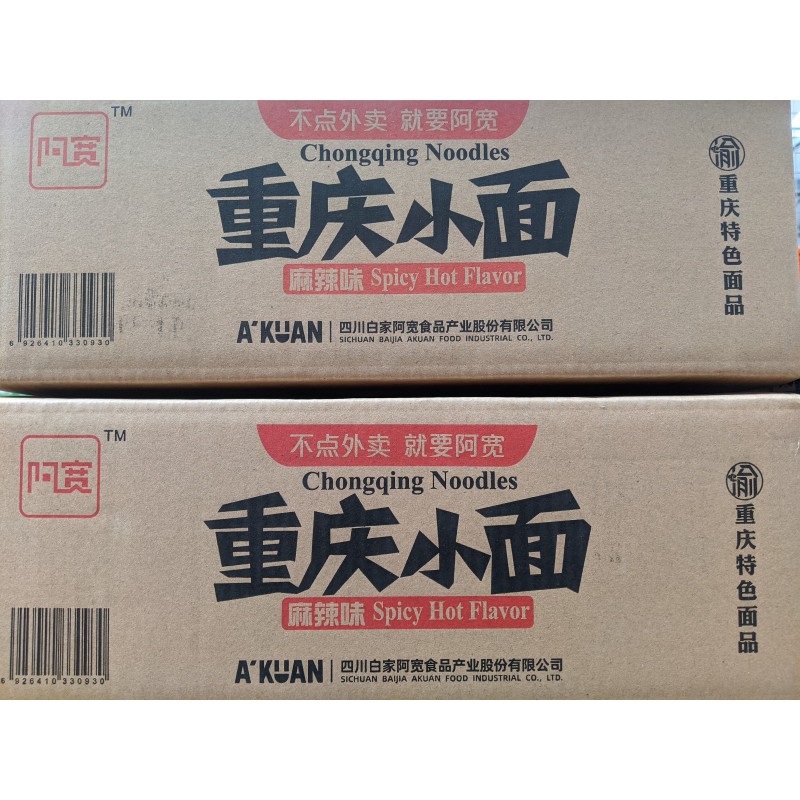 阿宽
TM
不点外卖 就要阿宽
Chongqing Noodles
重庆小面
麻辣味 Spicy Hot Flavor
A'KUAN
四川白家阿宽食品产业股份有限公司
SICHUAN BAIJIA AKUAN FOOD INDUSTRIAL CO., LTD.
渝
重庆特色面品
6 926410 330930
阿宽
TM
不点外卖 就要阿宽
Chongqing Noodles
重庆小面
麻辣味 Spicy Hot Flavor
A'KUAN
四川白家阿宽食品产业股份有限公司
SICHUAN BAIJIA AKUAN FOOD INDUSTRIAL CO., LTD.
渝
重庆特色面品
6 926410 330930